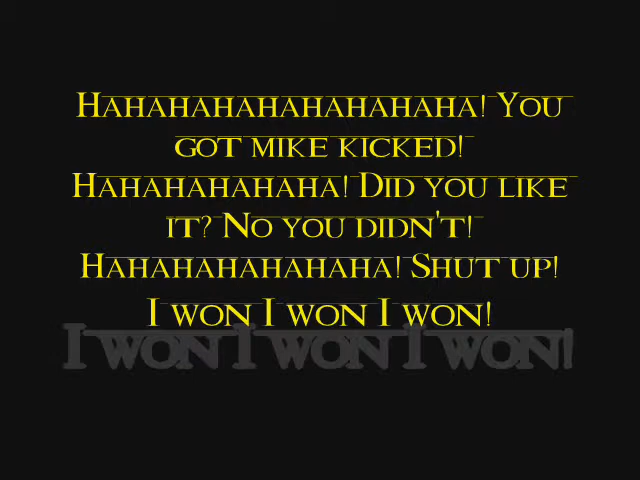 Hahahahahahahahaha! You
got mike kicked!
Hahahahahaha! Did you like
it? No you didn't!
Hahahahahahaha! Shut up!
I won I won I won!
I won I won I won!